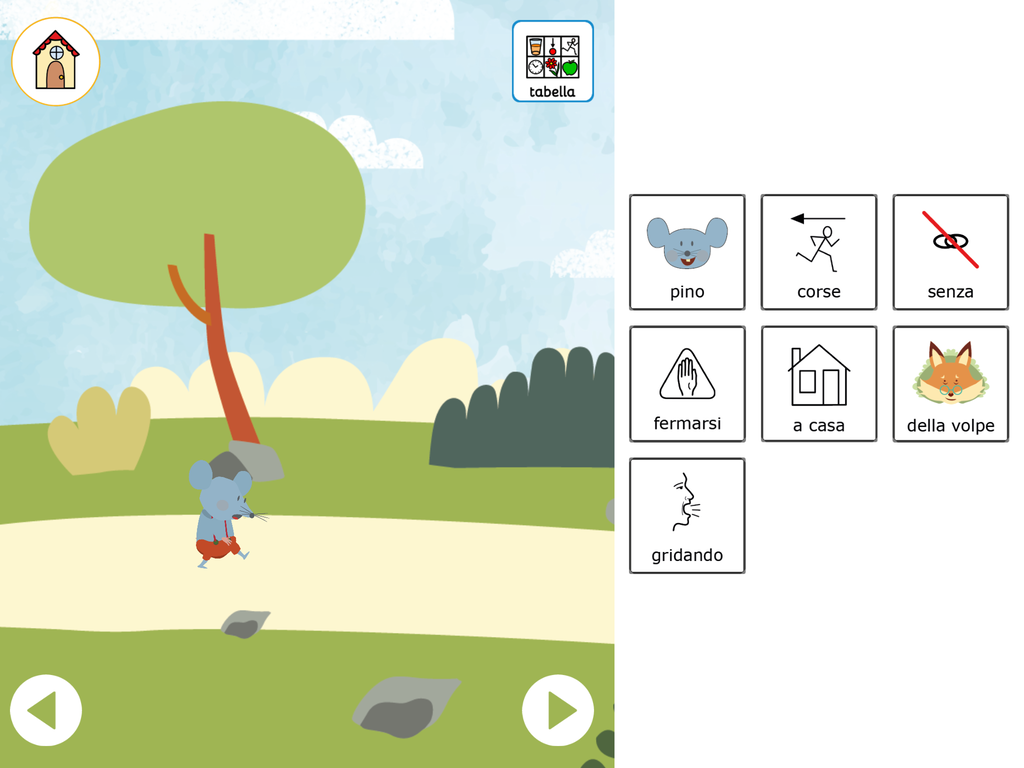 tabella
pino
corse
senza
fermarsi
a casa
della volpe
gridando